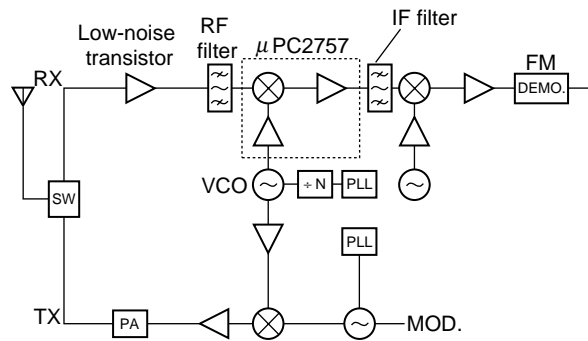 Low-noise
transistor
RF
filter
μPC2757
IF filter
FM
RX
DEMO.
SW
VCO
÷ N
PLL
PLL
TX
PA
MOD.